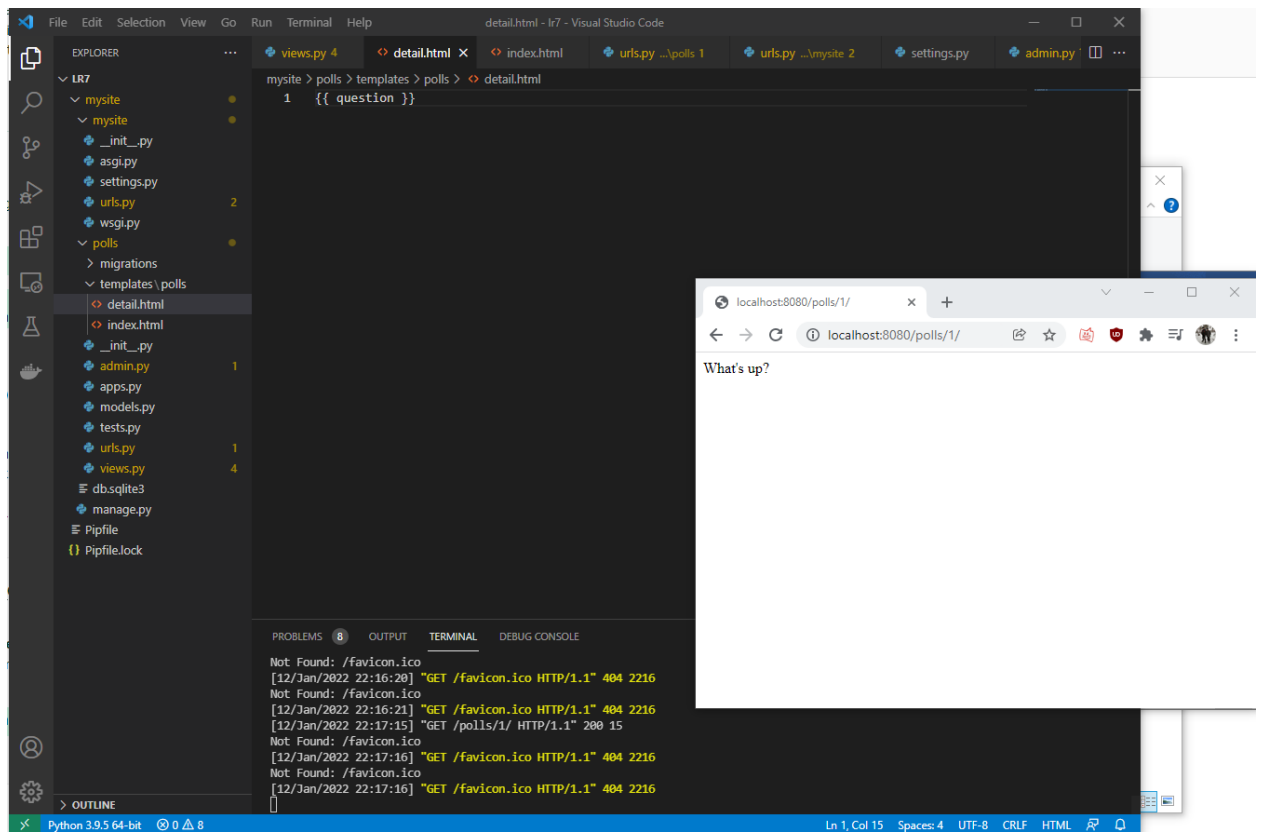 File Edit Selection View Go Run Terminal Help detail.html - lr7 - Visual Studio Code
EXPLORER
views.py 4 detail.html index.html urls.py ...\polls 1 urls.py ...\mysite 2 settings.py admin.py
LR7
mysite > polls > templates > polls > detail.html
mysite
1 {{ question }}
mysite
__init__.py
asgi.py
settings.py
urls.py 2
wsgi.py
polls
migrations
templates\polls
detail.html
index.html
__init__.py
admin.py 1
apps.py
models.py
tests.py
urls.py 1
views.py 4
db.sqlite3
manage.py
Pipfile
Pipfile.lock
localhost:8080/polls/1/
localhost:8080/polls/1/
What's up?
PROBLEMS 8 OUTPUT TERMINAL DEBUG CONSOLE
Not Found: /favicon.ico
[12/Jan/2022 22:16:20] "GET /favicon.ico HTTP/1.1" 404 2216
Not Found: /favicon.ico
[12/Jan/2022 22:16:21] "GET /favicon.ico HTTP/1.1" 404 2216
[12/Jan/2022 22:17:15] "GET /polls/1/ HTTP/1.1" 200 15
Not Found: /favicon.ico
[12/Jan/2022 22:17:16] "GET /favicon.ico HTTP/1.1" 404 2216
Not Found: /favicon.ico
[12/Jan/2022 22:17:16] "GET /favicon.ico HTTP/1.1" 404 2216
OUTLINE
Python 3.9.5 64-bit 0 8 Ln 1, Col 15 Spaces: 4 UTF-8 CRLF HTML